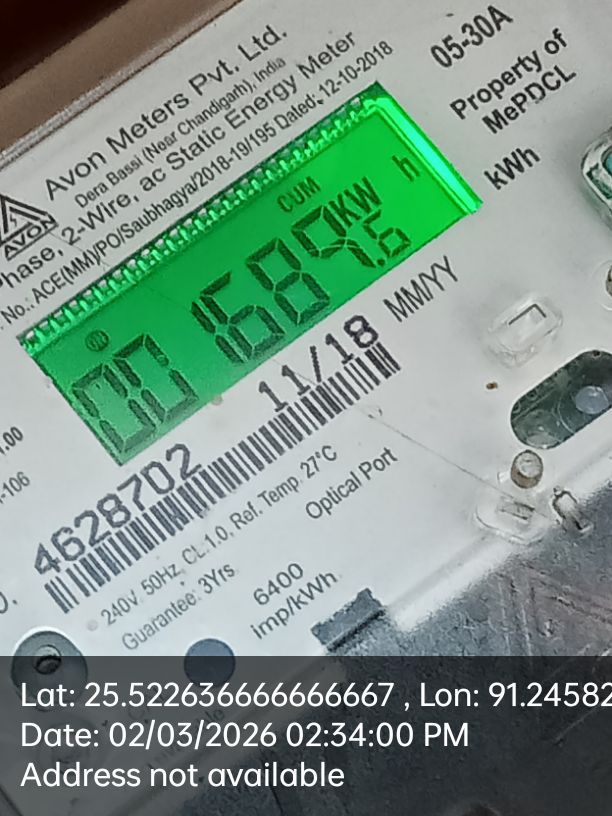 Avon Meters Pvt. Ltd.
Dera Bassi (Near Chandigarh), India
Phase, 2-Wire, ac Static Energy Meter
No.: ACE(MM)/PO/Saubhagya/2018-19/195 Dated: 12-10-2018
AVON
05-30A
Property of
MePDCL
kWh
CUM
001689.6
KW h
11/18 MM/YY
4628702
240V, 50Hz, CL.1.0, Ref. Temp. 27°C
Guarantee: 3Yrs
Optical Port
6400
imp/kWh
Lat: 25.522636666666667 , Lon: 91.24582
Date: 02/03/2026 02:34:00 PM
Address not available